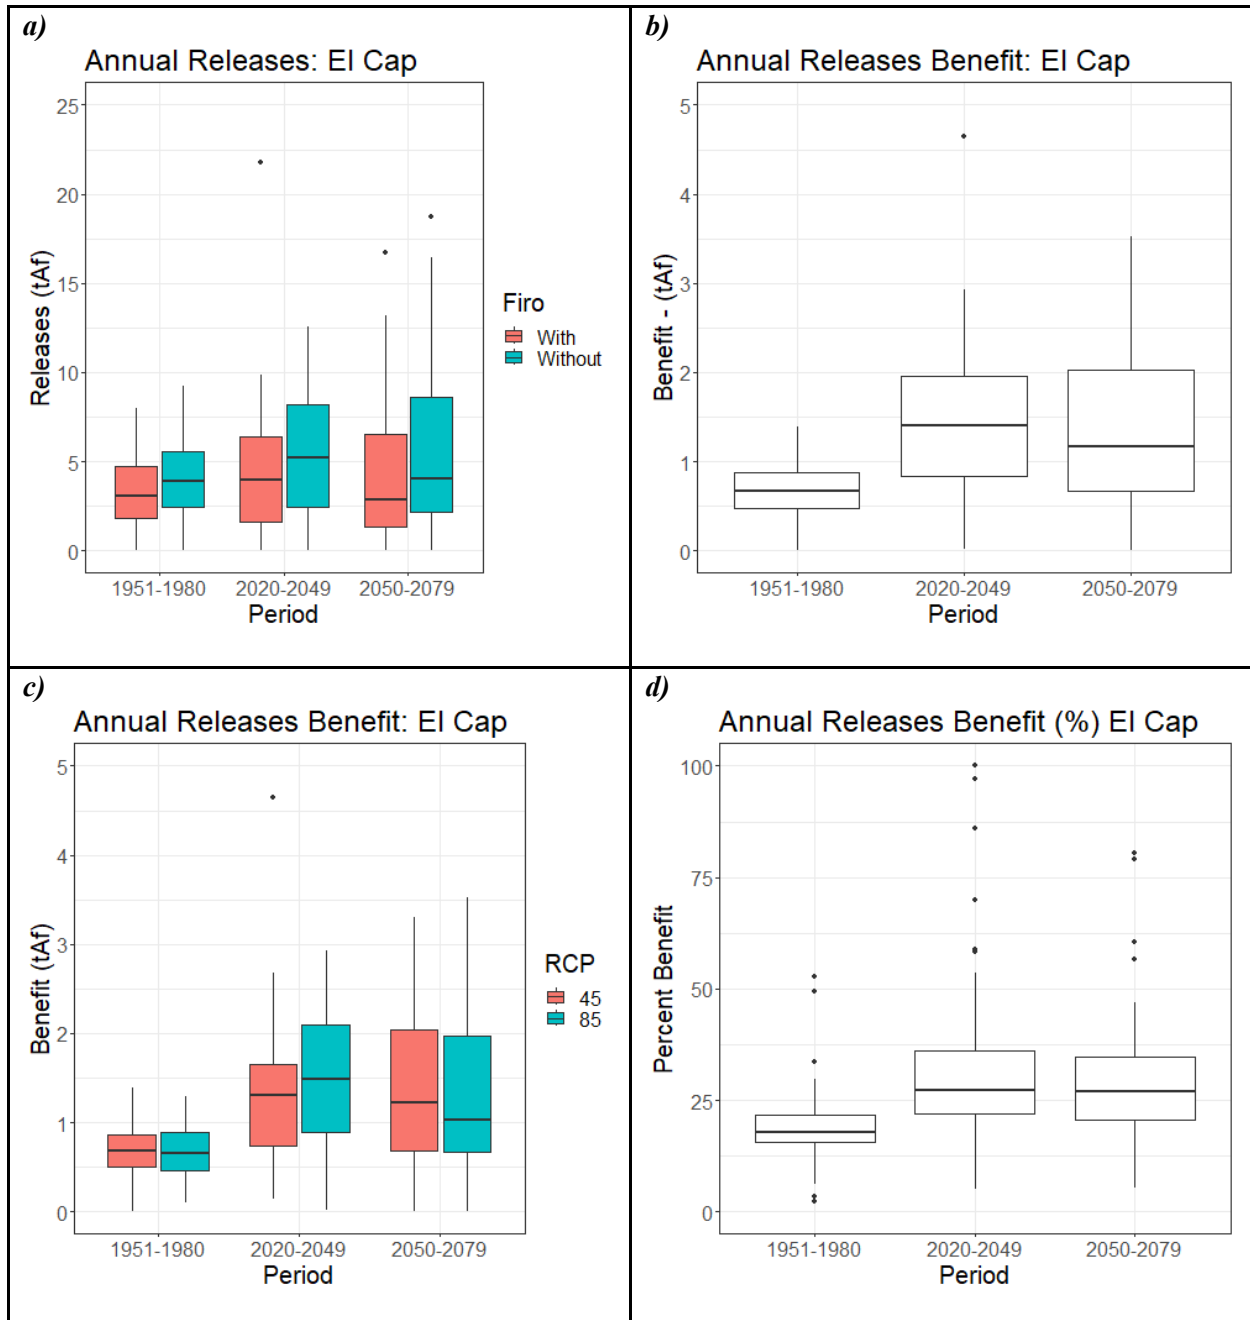 a)
Annual Releases: El Cap
25
20
15
10
5
0
Releases (tAf)
1951-1980 2020-2049 2050-2079
Period
Firo
With
Without
b)
Annual Releases Benefit: El Cap
5
4
3
2
1
0
Benefit - (tAf)
1951-1980 2020-2049 2050-2079
Period
c)
Annual Releases Benefit: El Cap
5
4
3
2
1
0
Benefit (tAf)
1951-1980 2020-2049 2050-2079
Period
RCP
45
85
d)
Annual Releases Benefit (%) El Cap
100
75
50
25
0
Percent Benefit
1951-1980 2020-2049 2050-2079
Period